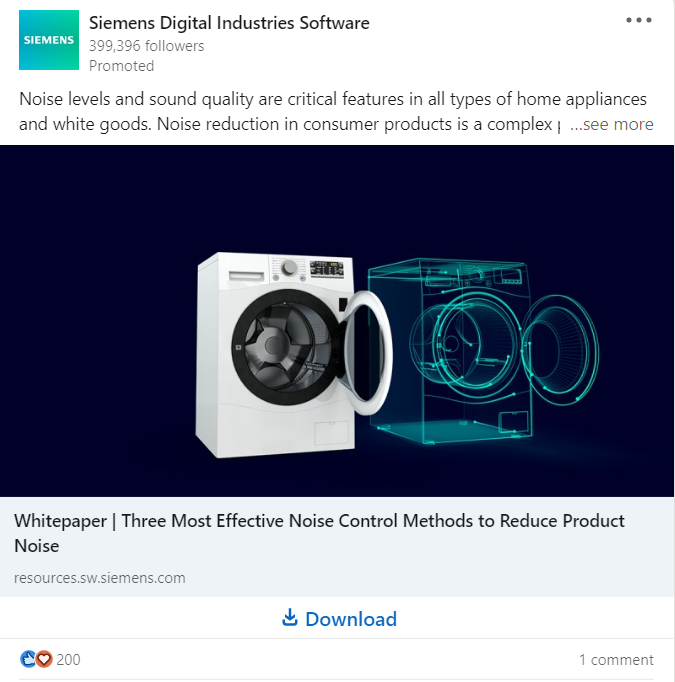 SIEMENS
Siemens Digital Industries Software
399,396 followers
Promoted
Noise levels and sound quality are critical features in all types of home appliances
and white goods. Noise reduction in consumer products is a complex ...see more
Whitepaper | Three Most Effective Noise Control Methods to Reduce Product
Noise
resources.sw.siemens.com
Download
200
1 comment